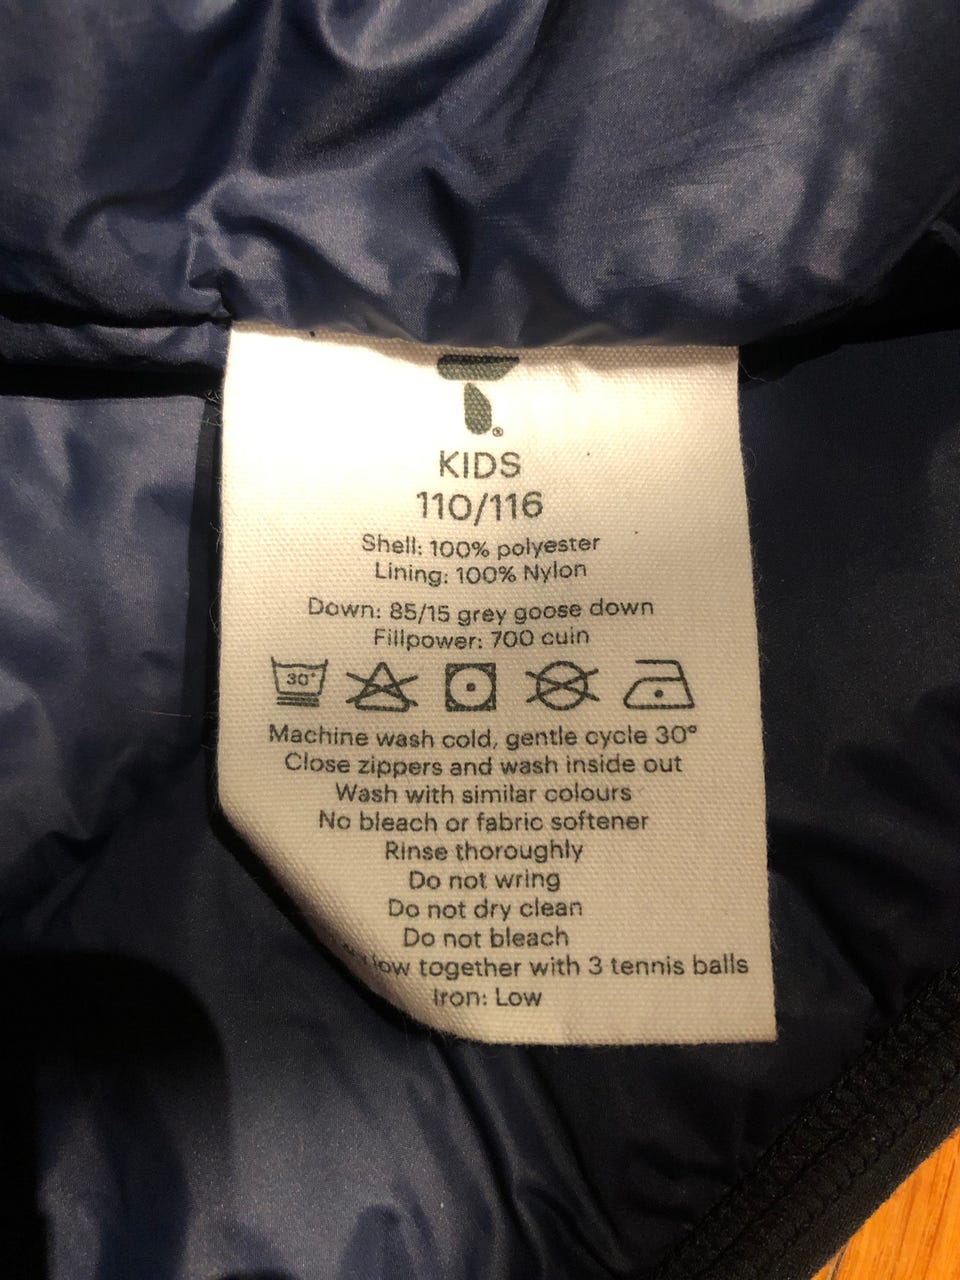 ®
KIDS
110/116
Shell: 100% polyester
Lining: 100% Nylon
Down: 85/15 grey goose down
Fillpower: 700 cuin
30°
Machine wash cold, gentle cycle 30°
Close zippers and wash inside out
Wash with similar colours
No bleach or fabric softener
Rinse thoroughly
Do not wring
Do not dry clean
Do not bleach
together with 3 tennis balls
Iron: Low